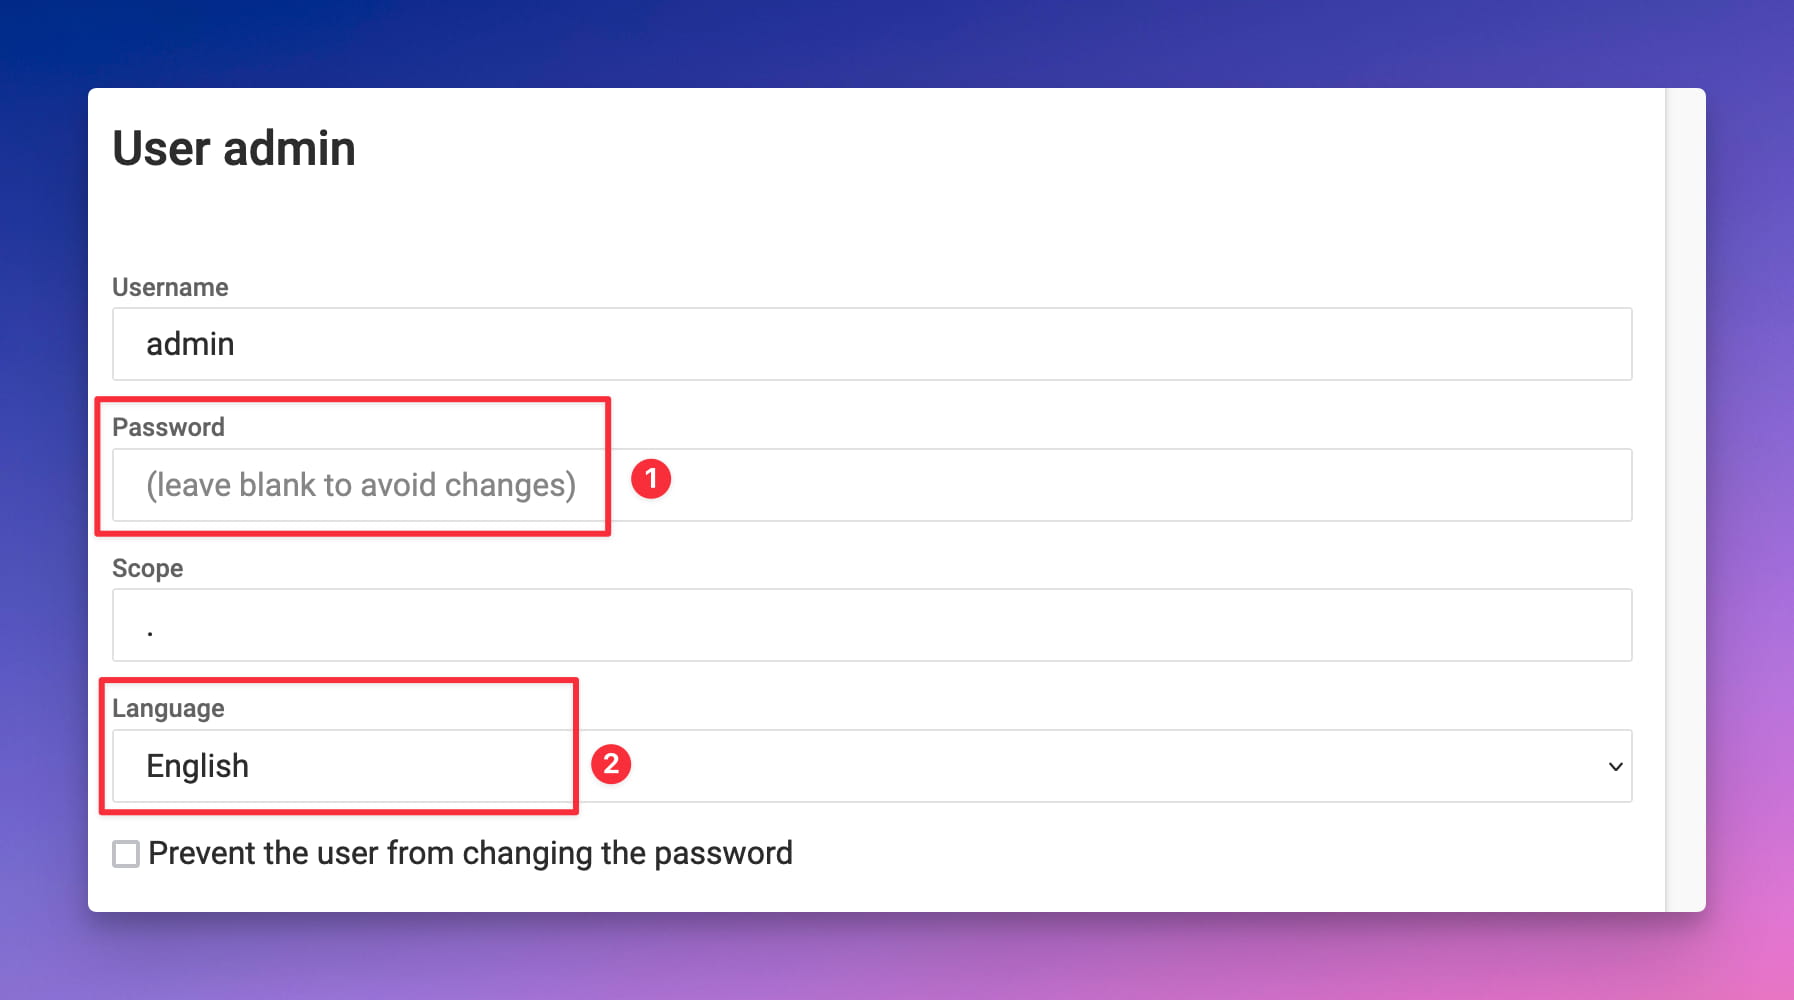 User admin
Username
admin
Password
(leave blank to avoid changes)
1
Scope
.
Language
English
2
Prevent the user from changing the password